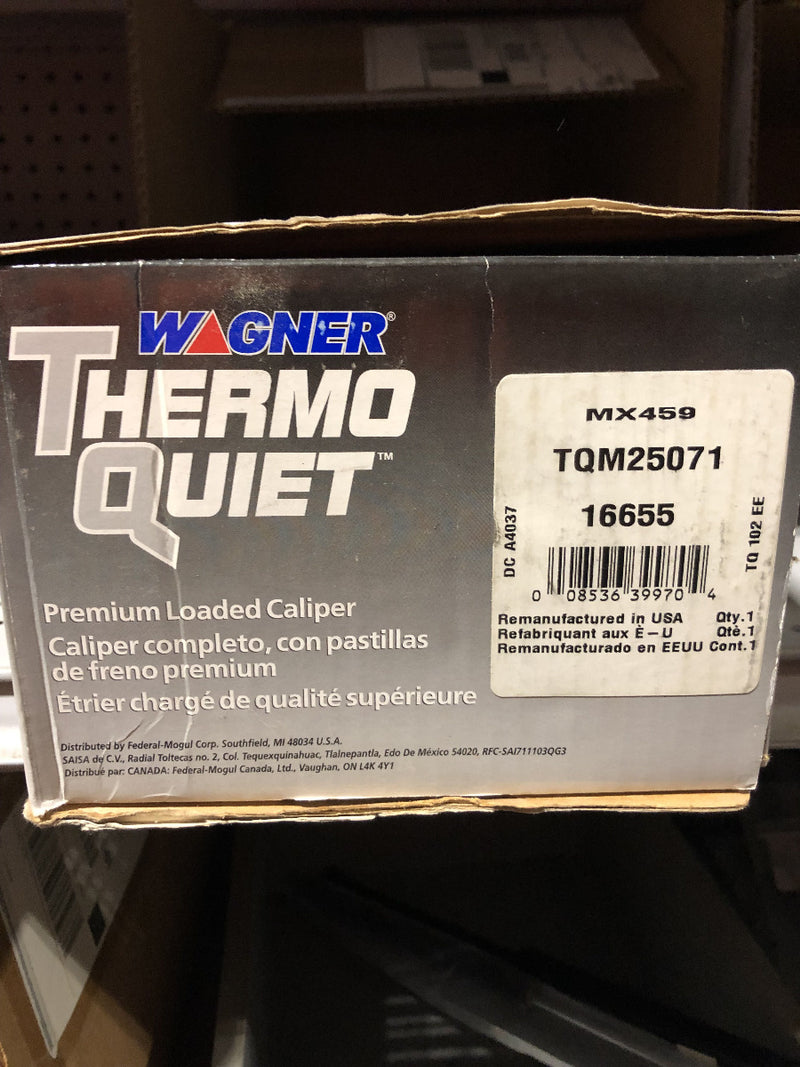 WAGNER®
THERMO
QUIET™
Premium Loaded Caliper
Caliper completo, con pastillas
de freno premium
Étrier chargé de qualité supérieure
Distributed by Federal-Mogul Corp. Southfield, MI 48034 U.S.A.
SAISA de C.V., Radial Toltecas no. 2, Col. Tequexquinahuac, Tlalnepantla, Edo De México 54020, RFC-SAI711103QG3
Distribué par: CANADA: Federal-Mogul Canada, Ltd., Vaughan, ON L4K 4Y1
MX459
TQM25071
16655
DC A4037
TQ 102 EE
0 08536 39970 4
Remanufactured in USA Qty.1
Refabriquant aux È-U Qtè.1
Remanufacturado en EEUU Cont.1